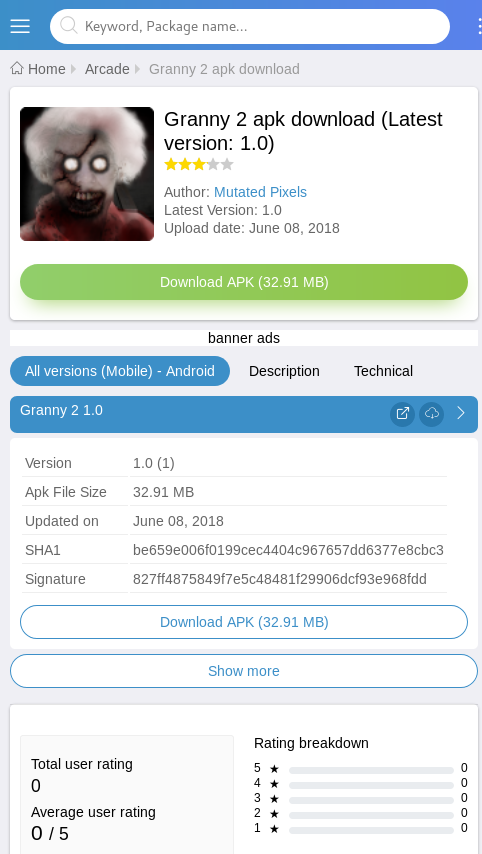 Keyword, Package name...
Home Arcade Granny 2 apk download
Granny 2 apk download (Latest
version: 1.0)
Author: Mutated Pixels
Latest Version: 1.0
Upload date: June 08, 2018
Download APK (32.91 MB)
banner ads
All versions (Mobile) - Android Description Technical
Granny 2 1.0
Version 1.0 (1)
Apk File Size 32.91 MB
Updated on June 08, 2018
SHA1 be659e006f0199cec4404c967657dd6377e8cbc3
Signature 827ff4875849f7e5c48481f29906dcf93e968fdd
Download APK (32.91 MB)
Show more
Total user rating
0
Average user rating
0 / 5
Rating breakdown
5 ★ 0
4 ★ 0
3 ★ 0
2 ★ 0
1 ★ 0